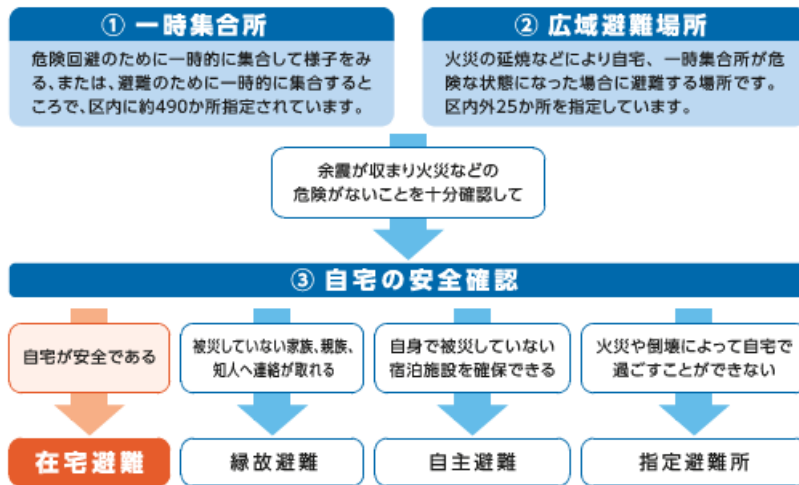 ① 一時集合所
危険回避のために一時的に集合して様子をみ
る、または、避難のために一時的に集合すると
ころで、区内に約490か所指定されています。
② 広域避難場所
火災の延焼などにより自宅、一時集合所が危
険な状態になった場合に避難する場所です。
区内外25か所を指定しています。
余震が収まり火災などの
危険がないことを十分確認して
③ 自宅の安全確認
自宅が安全である
被災していない家族、親族、
知人へ連絡が取れる
自身で被災していない
宿泊施設を確保できる
火災や倒壊によって自宅で
過ごすことができない
在宅避難
縁故避難
自主避難
指定避難所